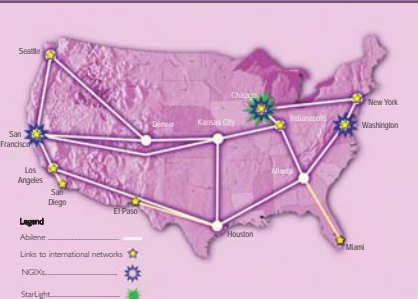 Seattle
Chicago
New York
Denver
Kansas City
Indianapolis
Washington
San
Francisco
Los
Angeles
San
Diego
Atlanta
El Paso
Houston
Miami
Legend
Abilene
Links to international networks
NGIXs
StarLight